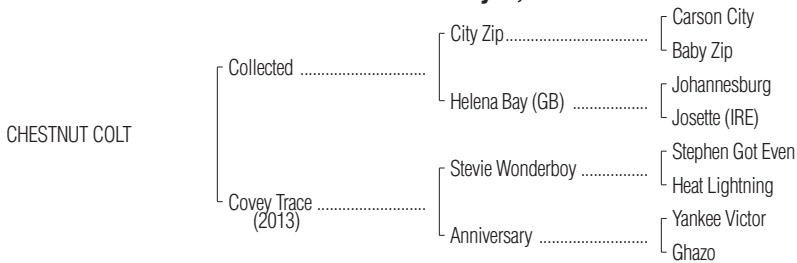 Carson City
City Zip
Baby Zip
Collected
Johannesburg
Helena Bay (GB)
Josette (IRE)
CHESTNUT COLT
Stephen Got Even
Stevie Wonderboy
Heat Lightning
Covey Trace
(2013)
Yankee Victor
Anniversary
Ghazo